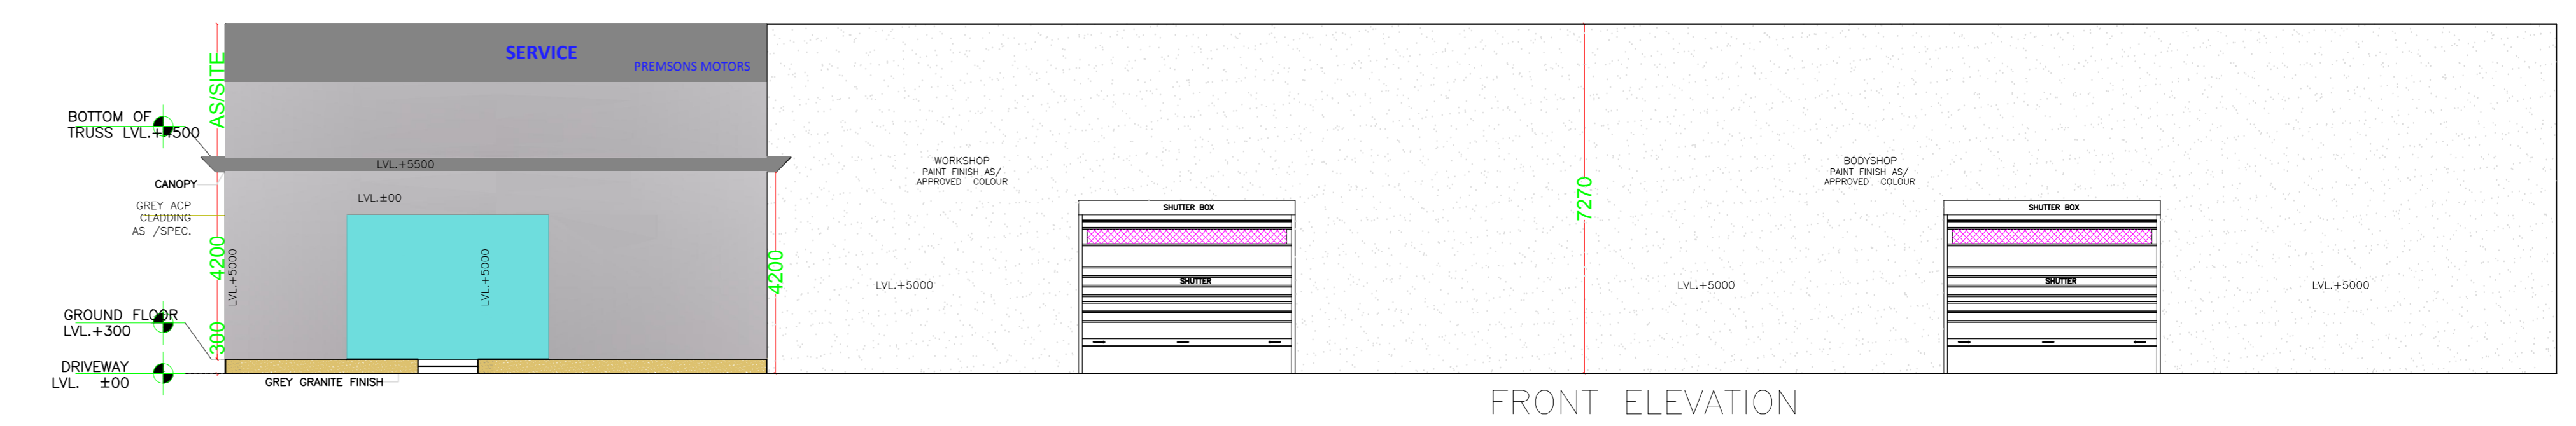 SERVICE
PREMSONS MOTORS
AS/SITE
BOTTOM OF
TRUSS LVL.+4500
LVL.+5500
CANOPY
LVL.±00
GREY ACP
CLADDING
AS /SPEC.
4200
LVL.+5000
LVL.+5000
4200
GROUND FLOOR
LVL.+300
300
DRIVEWAY
LVL. ±00
GREY GRANITE FINISH
WORKSHOP
PAINT FINISH AS/
APPROVED COLOUR
LVL.+5000
SHUTTER BOX
SHUTTER
7270
BODYSHOP
PAINT FINISH AS/
APPROVED COLOUR
LVL.+5000
SHUTTER BOX
SHUTTER
LVL.+5000
FRONT ELEVATION